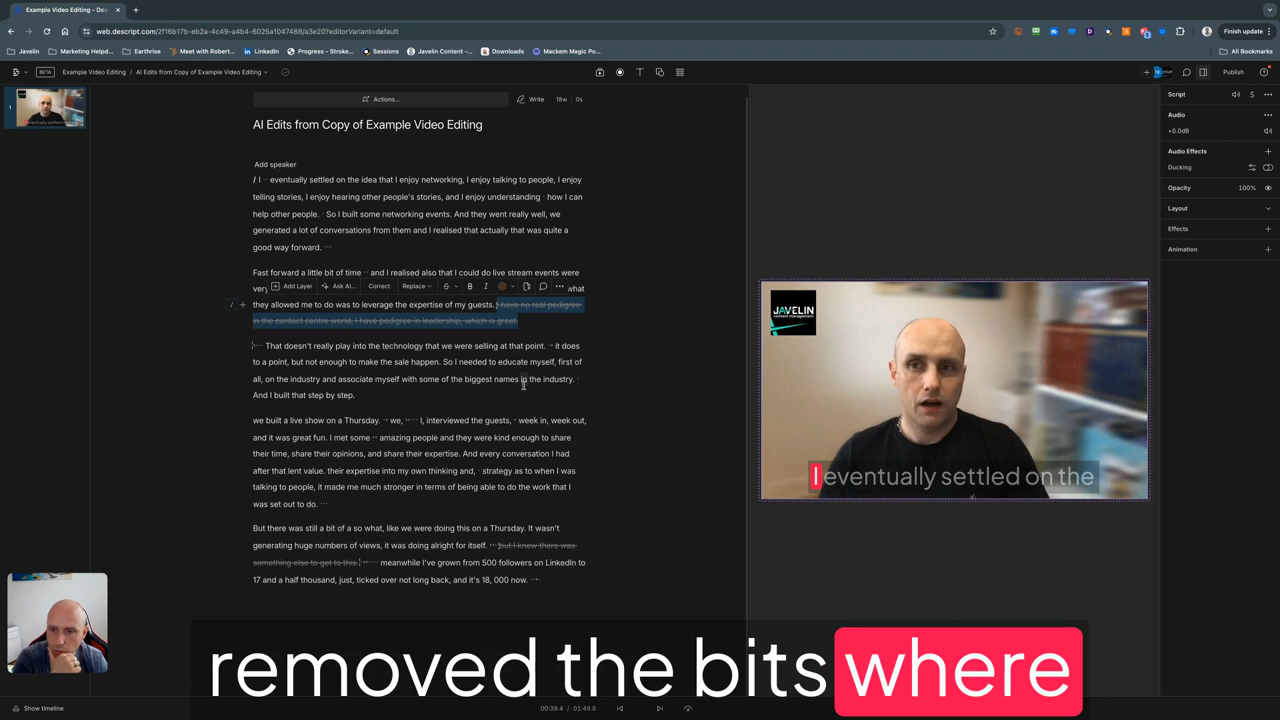 Example Video Editing - Des
web.descript.com/2f16b17b-eb2a-4c49-a4b4-6025a1047488/a3e20?editorVariant=default
Finish update
Javelin
Marketing Helpd...
Earthrise
Meet with Robert...
LinkedIn
Progress - Stroke...
Sessions
Javelin Content -...
Downloads
Mackem Magic Po...
All Bookmarks
BETA
Example Video Editing / AI Edits from Copy of Example Video Editing
Publish
Actions...
Write
18w
0s
AI Edits from Copy of Example Video Editing
Add speaker
/ I ·· eventually settled on the idea that I enjoy networking, I enjoy talking to people, I enjoy
telling stories, I enjoy hearing other people's stories, and I enjoy understanding · how I can
help other people. · So I built some networking events. And they went really well, we
generated a lot of conversations from them and I realised that actually that was quite a
good way forward. ···
Fast forward a little bit of time ·· and I realised also that I could do live stream events were
very
what
Add Layer
Ask AI...
Correct
Replace
S
B
I
/ +
they allowed me to do was to leverage the expertise of my guests. I have no real pedigree
in the contact centre world, I have pedigree in leadership, which is great.
···· That doesn't really play into the technology that we were selling at that point. ·· it does
to a point, but not enough to make the sale happen. So I needed to educate myself, first of
all, on the industry and associate myself with some of the biggest names in the industry. ·
And I built that step by step.
we built a live show on a Thursday. ·· we, ···· I, interviewed the guests, · week in, week out,
and it was great fun. I met some ·· amazing people and they were kind enough to share
their time, share their opinions, and share their expertise. And every conversation I had
after that lent value. their expertise into my own thinking and, · strategy as to when I was
talking to people, it made me much stronger in terms of being able to do the work that I
was set out to do. ···
But there was still a bit of a so what, like we were doing this on a Thursday. It wasn't
generating huge numbers of views, it was doing alright for itself. ··· but I knew there was
something else to get to this. ····· meanwhile I've grown from 500 followers on LinkedIn to
17 and a half thousand, just, ticked over not long back, and it's 18, 000 now. ···
1
JAVELIN
content management
I eventually settled on the
Script
S
Audio
+0.0dB
Audio Effects
Ducking
Opacity
100%
Layout
Effects
Animation
removed the bits where
Show timeline
00:39.4 / 01:49.8